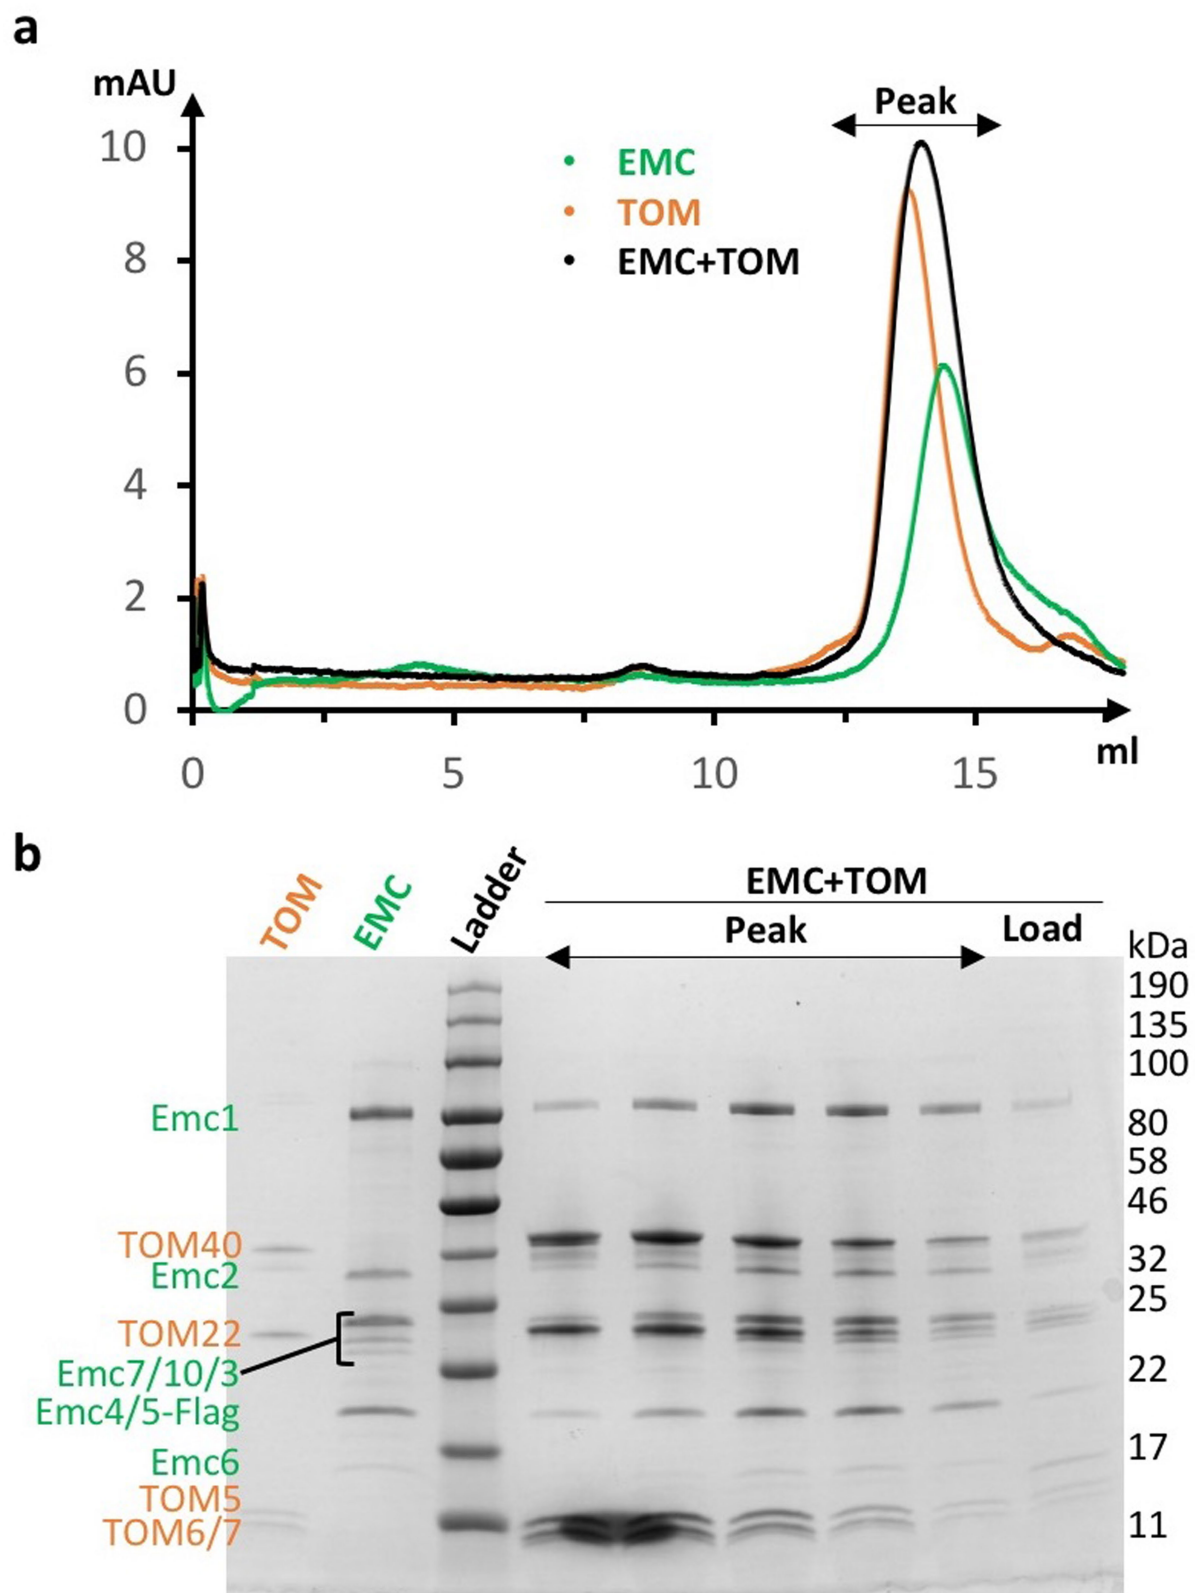 a
mAU
Peak
10
EMC
TOM
EMC+TOM
8
6
4
2
0
0 5 10 15
ml
b
TOM EMC Ladder
EMC+TOM
Peak Load
kDa
190
135
100
Emc1
80
58
46
TOM40
32
Emc2
25
TOM22
Emc7/10/3
22
Emc4/5-Flag
17
Emc6
TOM5
TOM6/7
11